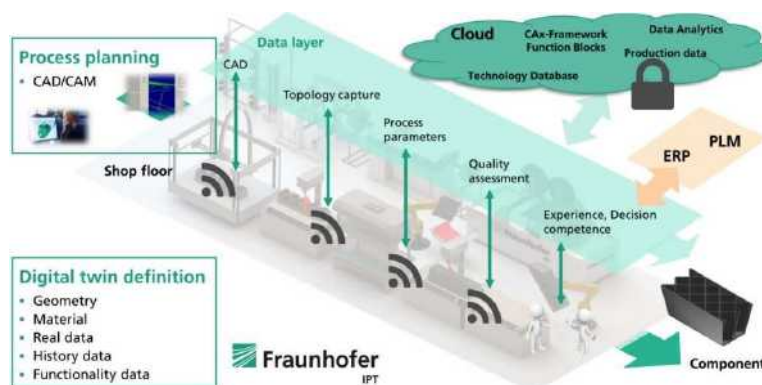 Process planning
• CAD/CAM
Data layer
CAD
Topology capture
Process
parameters
Quality
assessment
Experience, Decision
competence
Shop floor
Cloud
CAx-Framework
Function Blocks
Data Analytics
Production data
Technology Database
ERP
PLM
Digital twin definition
• Geometry
• Material
• Real data
• History data
• Functionality data
Fraunhofer
IPT
Component